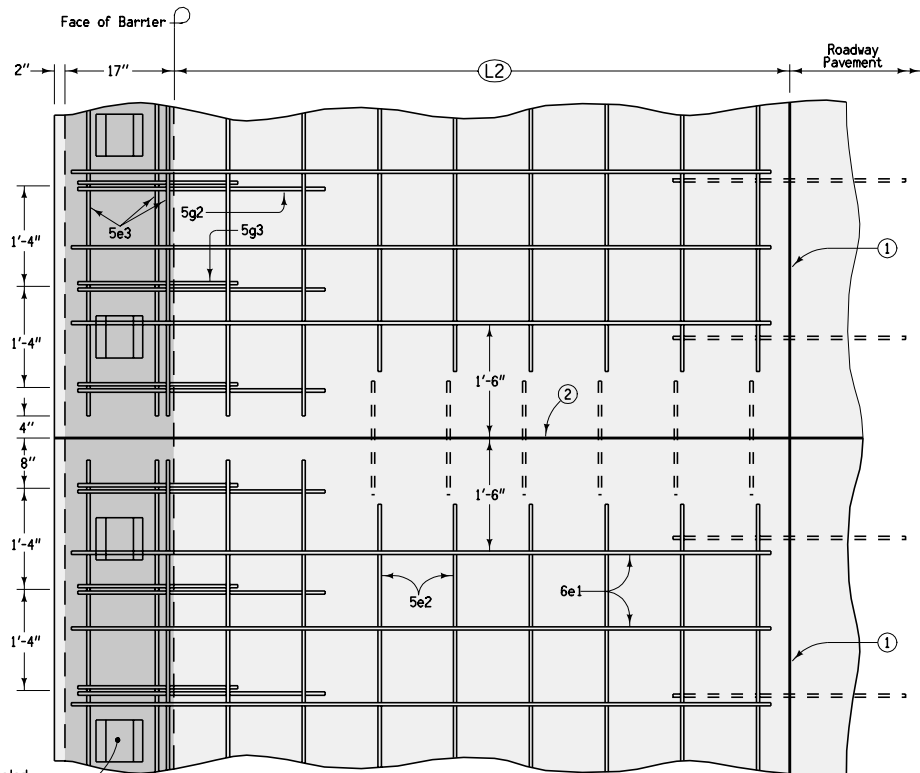 Face of Barrier
2" 17" L2 Roadway
Pavement
5g2
5e3
5g3
1'-4"
1
1'-4"
1'-6"
2
4"
8"
1'-6"
1'-4"
5e2
6e1
1'-4"
1